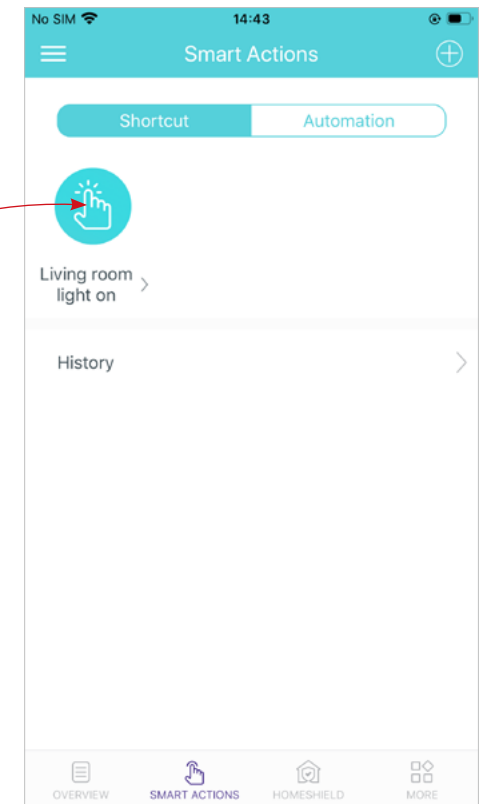 No SIM 14:43
Smart Actions
Shortcut Automation
Living room
light on
History
OVERVIEW SMART ACTIONS HOMESHIELD MORE